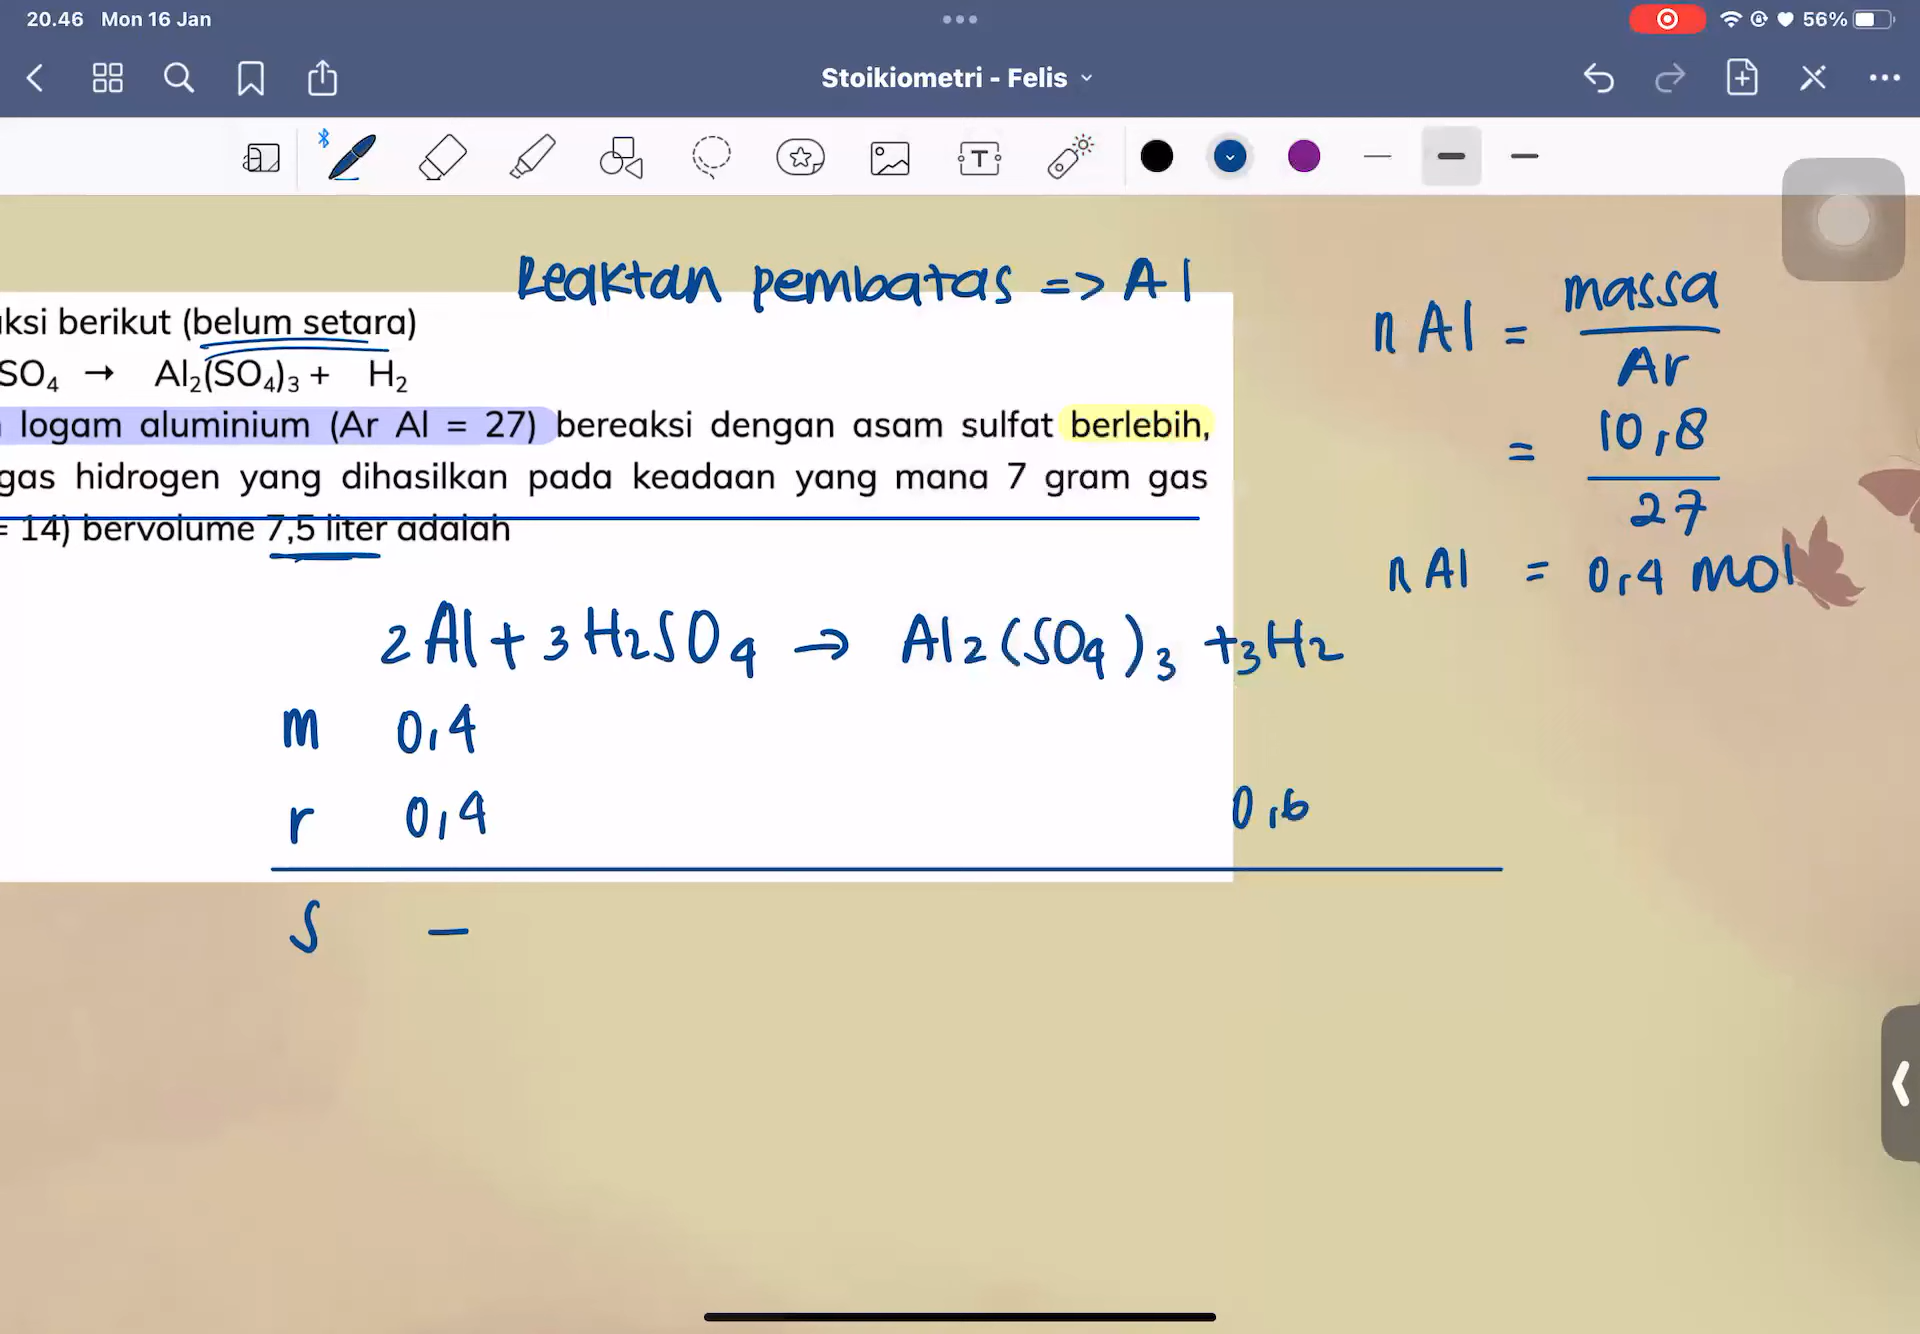 20.46 Mon 16 Jan
56%
Stoikiometri - Felis
Reaktan pembatas => Al
ksi berikut (belum setara)
SO₄ → Al₂(SO₄)₃ + H₂
logam aluminium (Ar Al = 27) bereaksi dengan asam sulfat berlebih,
gas hidrogen yang dihasilkan pada keadaan yang mana 7 gram gas
= 14) bervolume 7,5 liter adalah
n Al = massa / Ar
= 10,8 / 27
n Al = 0,4 mol
2Al + 3H₂SO₄ → Al₂(SO₄)₃ + 3H₂
m 0,4
r 0,4 0,6
s –